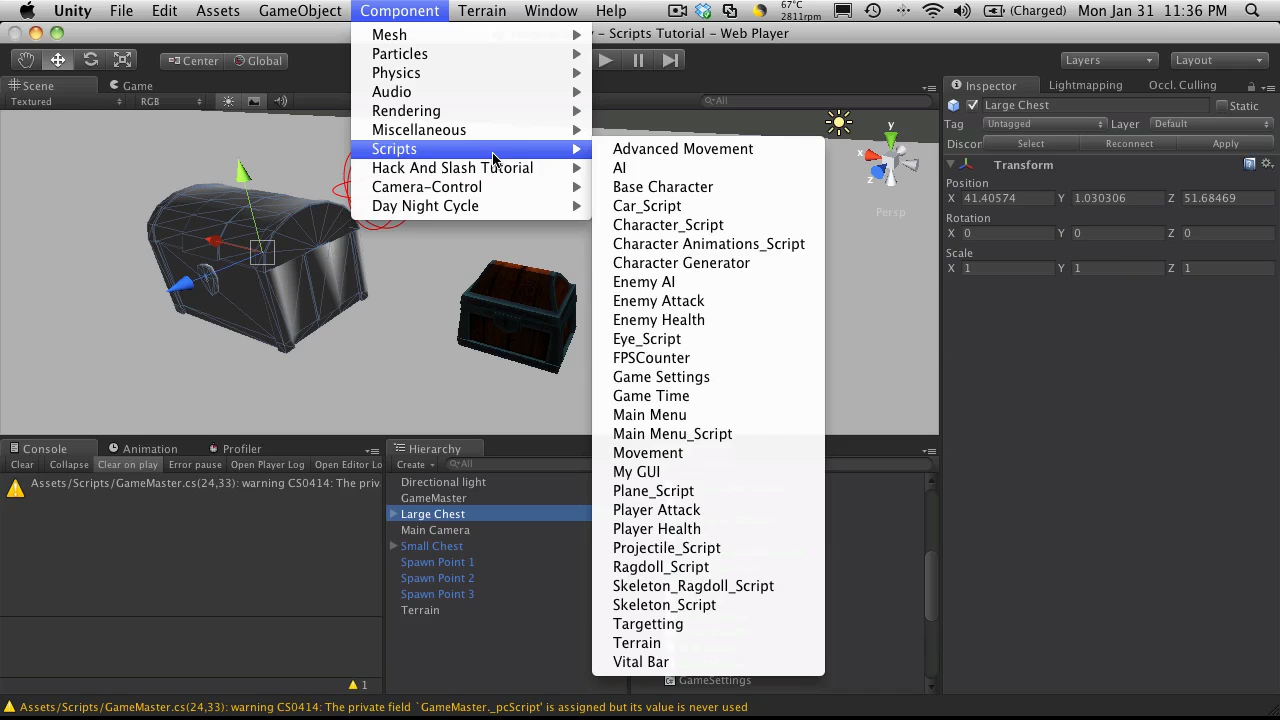 Unity File Edit Assets GameObject Component Terrain Window Help 67°C 2811rpm (Charged) Mon Jan 31 11:36 PM
- Scripts Tutorial - Web Player
Center Global Layers Layout
Scene Game
Textured RGB All
Mesh
Particles
Physics
Audio
Rendering
Miscellaneous
Scripts
Hack And Slash Tutorial
Camera-Control
Day Night Cycle
Advanced Movement
AI
Base Character
Car_Script
Character_Script
Character Animations_Script
Character Generator
Enemy AI
Enemy Attack
Enemy Health
Eye_Script
FPSCounter
Game Settings
Game Time
Main Menu
Main Menu_Script
Movement
My GUI
Plane_Script
Player Attack
Player Health
Projectile_Script
Ragdoll_Script
Skeleton_Ragdoll_Script
Skeleton_Script
Targetting
Terrain
Vital Bar
y
x
z
Persp
Inspector Lightmapping Occl. Culling
Large Chest Static
Tag Untagged Layer Default
Discor Select Reconnect Apply
Transform
Position
X 41.40574 Y 1.030306 Z 51.68469
Rotation
X 0 Y 0 Z 0
Scale
X 1 Y 1 Z 1
Console Animation Profiler
Clear Collapse Clear on play Error pause Open Player Log Open Editor Lo
Assets/Scripts/GameMaster.cs(24,33): warning CS0414: The priv
1
Hierarchy
Create All
Directional light
GameMaster
Large Chest
Main Camera
Small Chest
Spawn Point 1
Spawn Point 2
Spawn Point 3
Terrain
GameSettings
Assets/Scripts/GameMaster.cs(24,33): warning CS0414: The private field `GameMaster._pcScript' is assigned but its value is never used